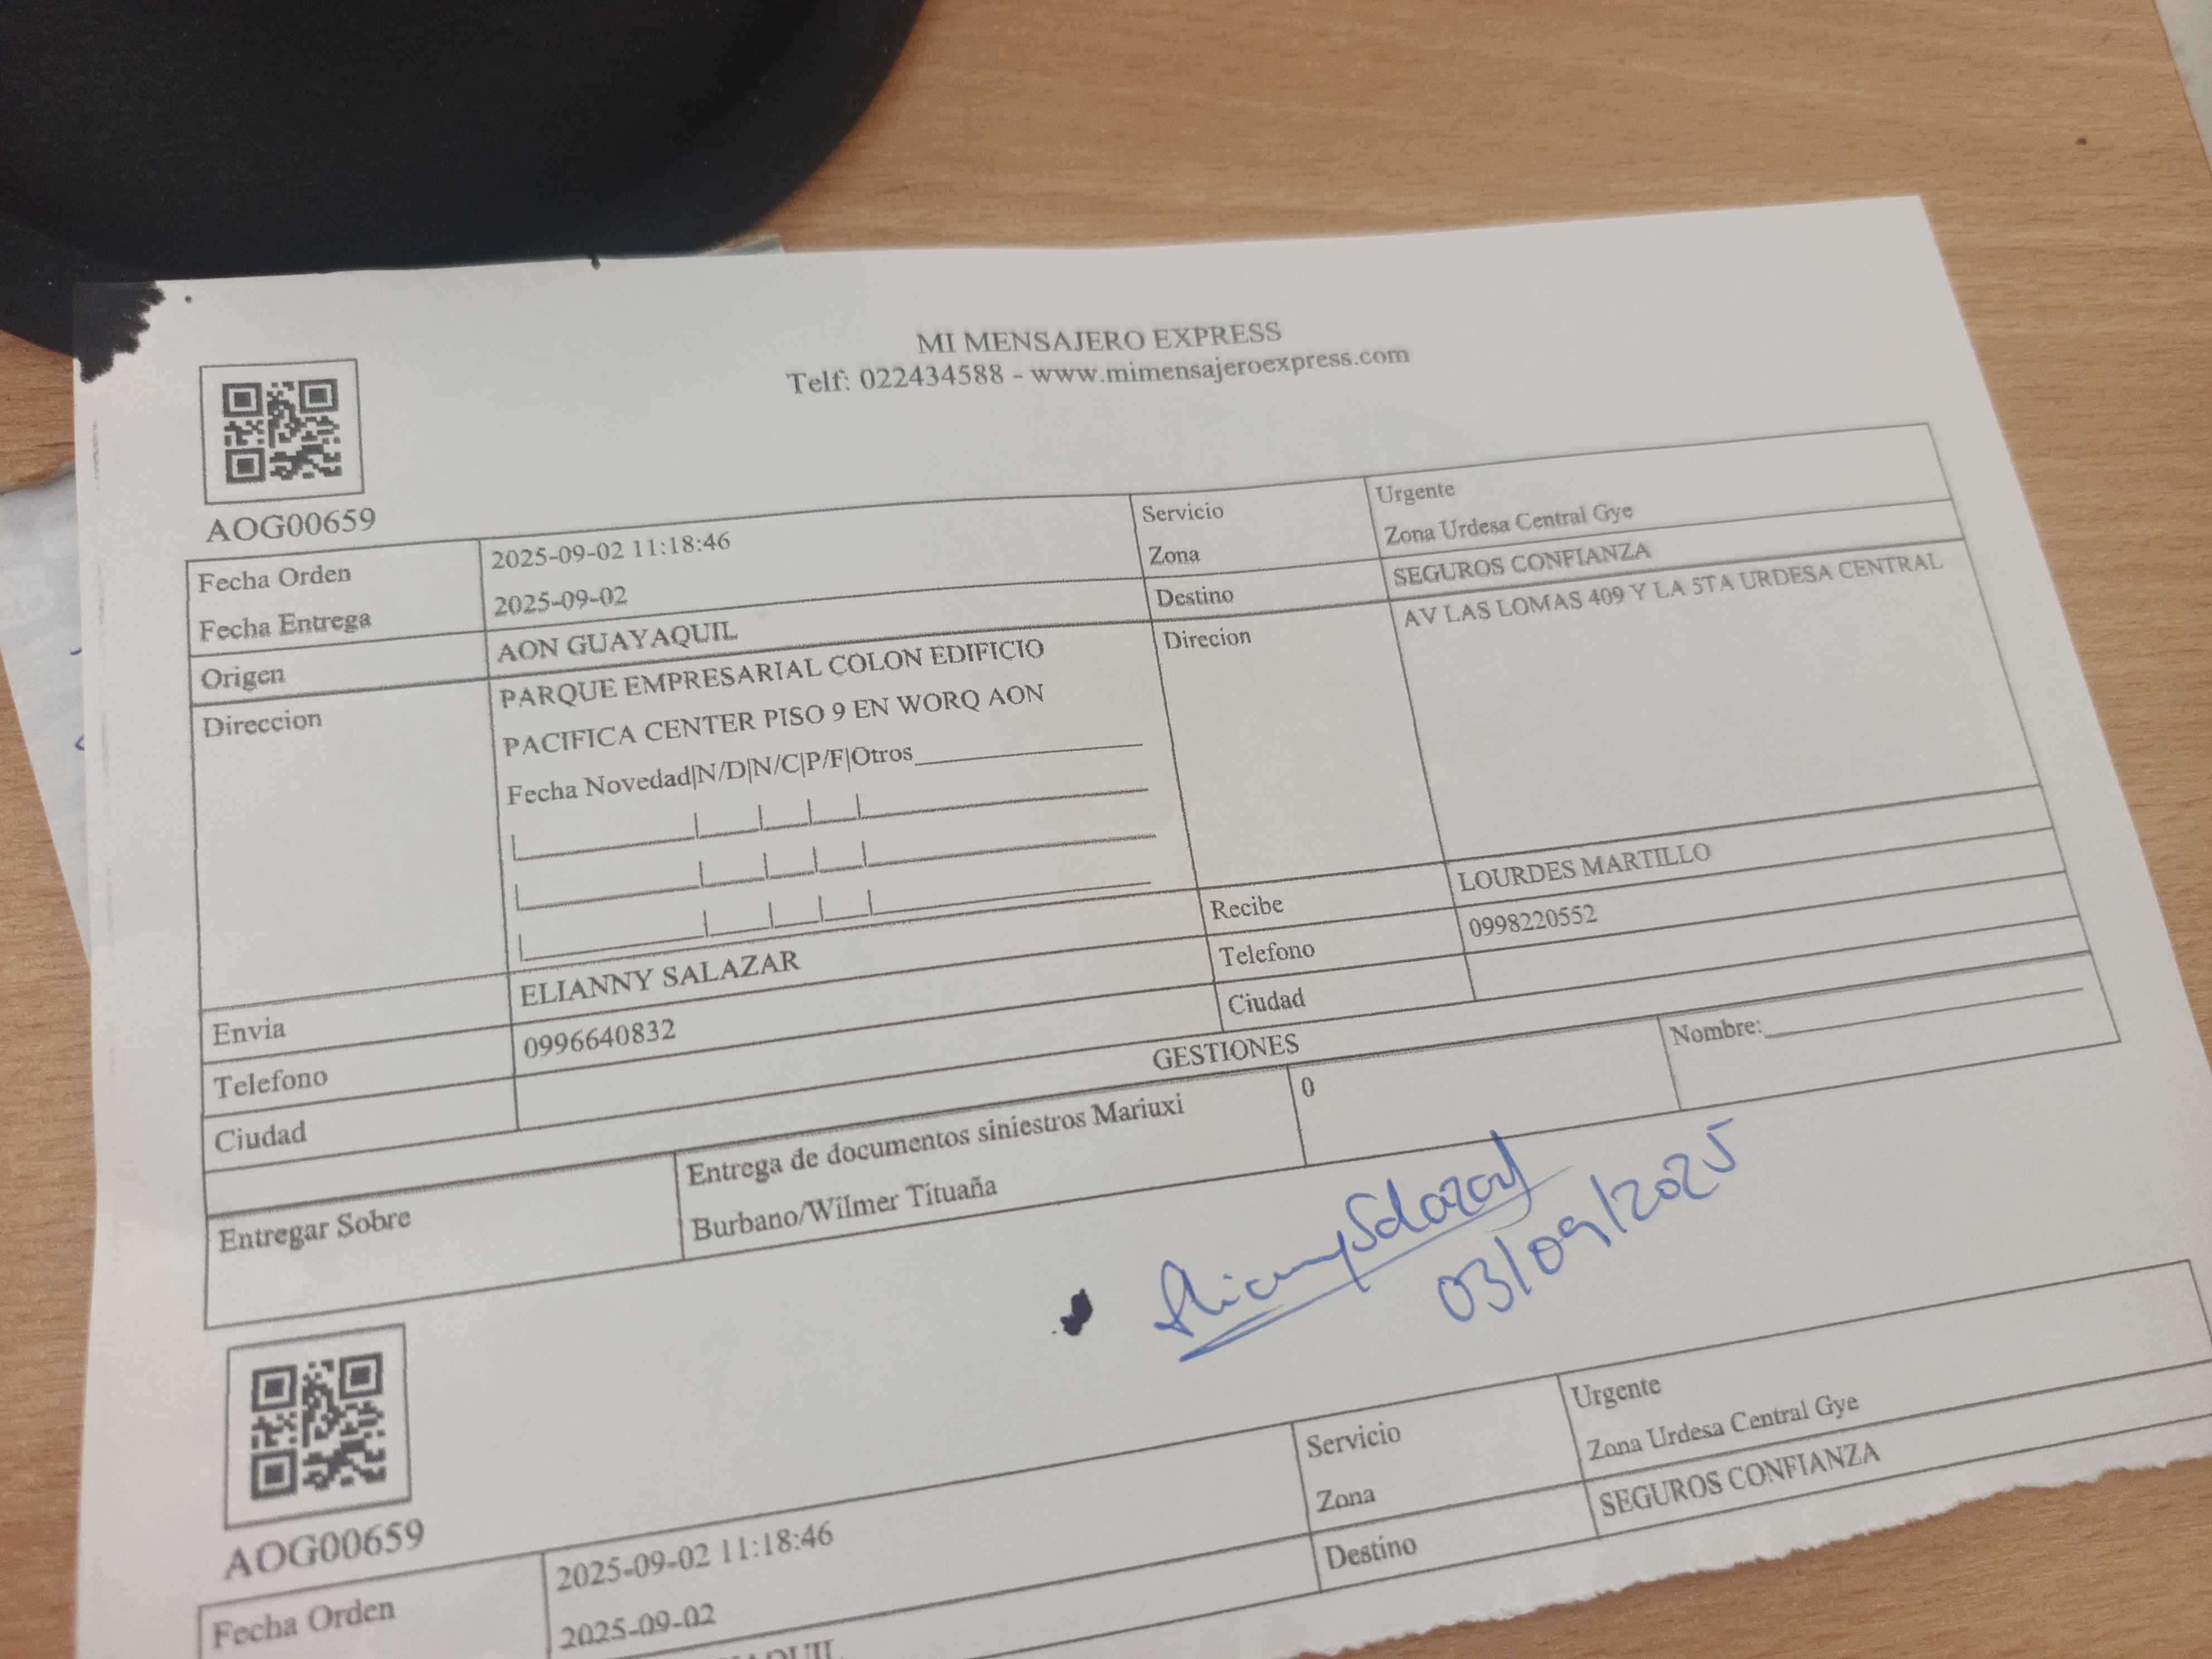 MI MENSAJERO EXPRESS
Telf: 022434588 - www.mimensajeroexpress.com
AOG00659
Fecha Orden 2025-09-02 11:18:46 Servicio Urgente
Fecha Entrega 2025-09-02 Zona Zona Urdesa Central Gye
Origen AON GUAYAQUIL Destino SEGUROS CONFIANZA
Direccion PARQUE EMPRESARIAL COLON EDIFICIO Direcion AV LAS LOMAS 409 Y LA 5TA URDESA CENTRAL
PACIFICA CENTER PISO 9 EN WORQ AON
Fecha Novedad|N/D|N/C|P/F|Otros
Envia ELIANNY SALAZAR Recibe LOURDES MARTILLO
Telefono 0996640832 Telefono 0998220552
Ciudad Ciudad
GESTIONES
Entregar Sobre Entrega de documentos siniestros Mariuxi 0 Nombre:
Burbano/Wilmer Tituaña
Salazar
03/09/2025
AOG00659
Fecha Orden 2025-09-02 11:18:46 Servicio Urgente
2025-09-02 Zona Zona Urdesa Central Gye
Destino SEGUROS CONFIANZA